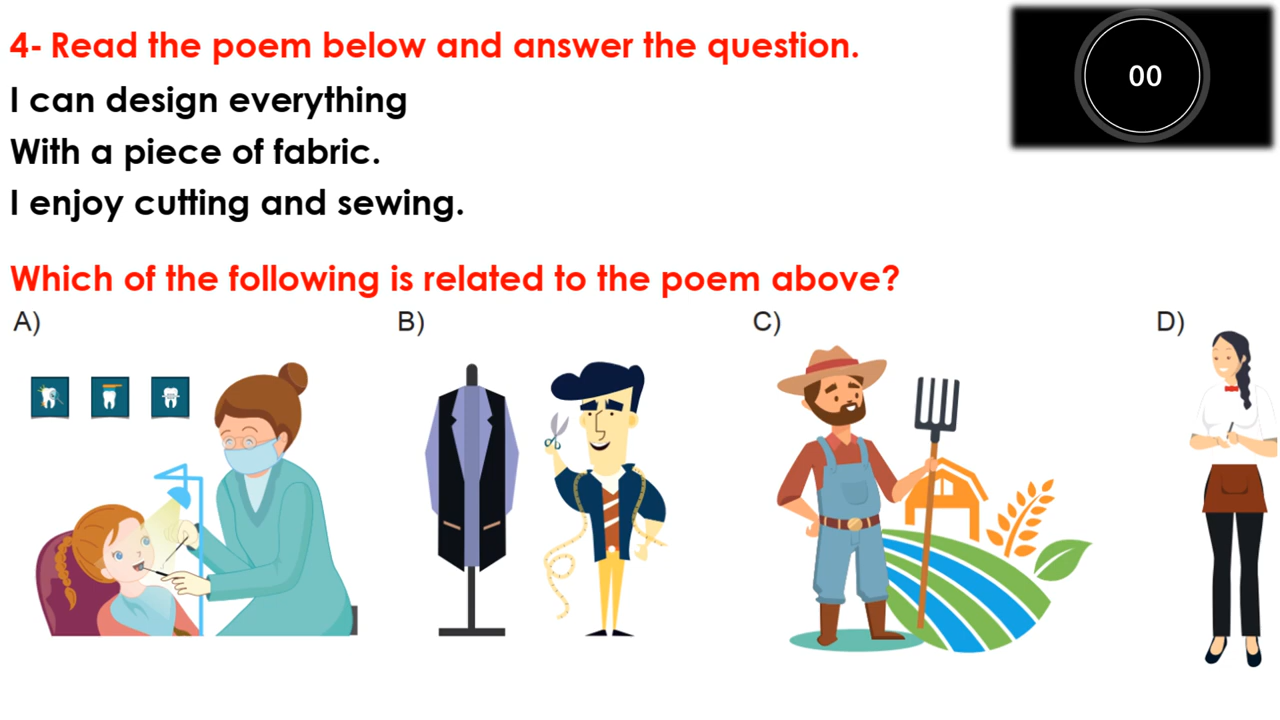 4- Read the poem below and answer the question.
00
I can design everything
With a piece of fabric.
I enjoy cutting and sewing.
Which of the following is related to the poem above?
A)
B)
C)
D)